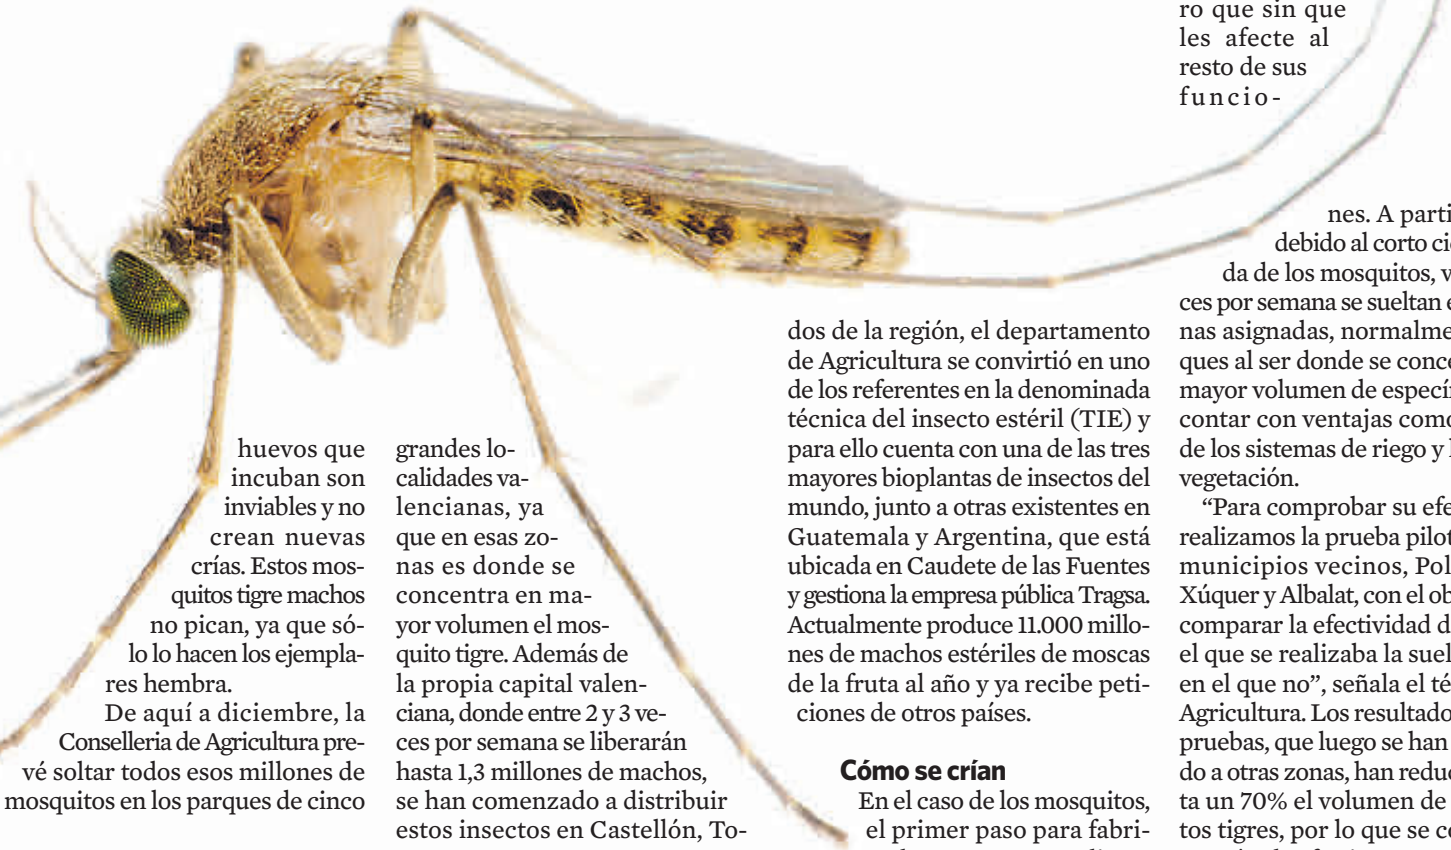 huevos que
incuban son
inviables y no
crean nuevas
crías. Estos mos-
quitos tigre machos
no pican, ya que só-
lo lo hacen los ejempla-
res hembra.
De aquí a diciembre, la
Conselleria de Agricultura pre-
vé soltar todos esos millones de
mosquitos en los parques de cinco
grandes lo-
calidades va-
lencianas, ya
que en esas zo-
nas es donde se
concentra en ma-
yor volumen el mos-
quito tigre. Además de
la propia capital valen-
ciana, donde entre 2 y 3 ve-
ces por semana se liberarán
hasta 1,3 millones de machos,
se han comenzado a distribuir
estos insectos en Castellón, To-
dos de la región, el departamento
de Agricultura se convirtió en uno
de los referentes en la denominada
técnica del insecto estéril (TIE) y
para ello cuenta con una de las tres
mayores bioplantas de insectos del
mundo, junto a otras existentes en
Guatemala y Argentina, que está
ubicada en Caudete de las Fuentes
y gestiona la empresa pública Tragsa.
Actualmente produce 11.000 millo-
nes de machos estériles de moscas
de la fruta al año y ya recibe peti-
ciones de otros países.
Cómo se crían
En el caso de los mosquitos,
el primer paso para fabri-
ro que sin que
les afecte al
resto de sus
funcio-
nes. A parti
debido al corto ci
da de los mosquitos, v
ces por semana se sueltan e
nas asignadas, normalme
ques al ser donde se conce
mayor volumen de especí
contar con ventajas como
de los sistemas de riego y l
vegetación.
“Para comprobar su efe
realizamos la prueba pilot
municipios vecinos, Pol
Xúquer y Albalat, con el ob
comparar la efectividad d
el que se realizaba la suel
en el que no”, señala el té
Agricultura. Los resultado
pruebas, que luego se han
do a otras zonas, han redu
ta un 70% el volumen de
tos tigres, por lo que se c